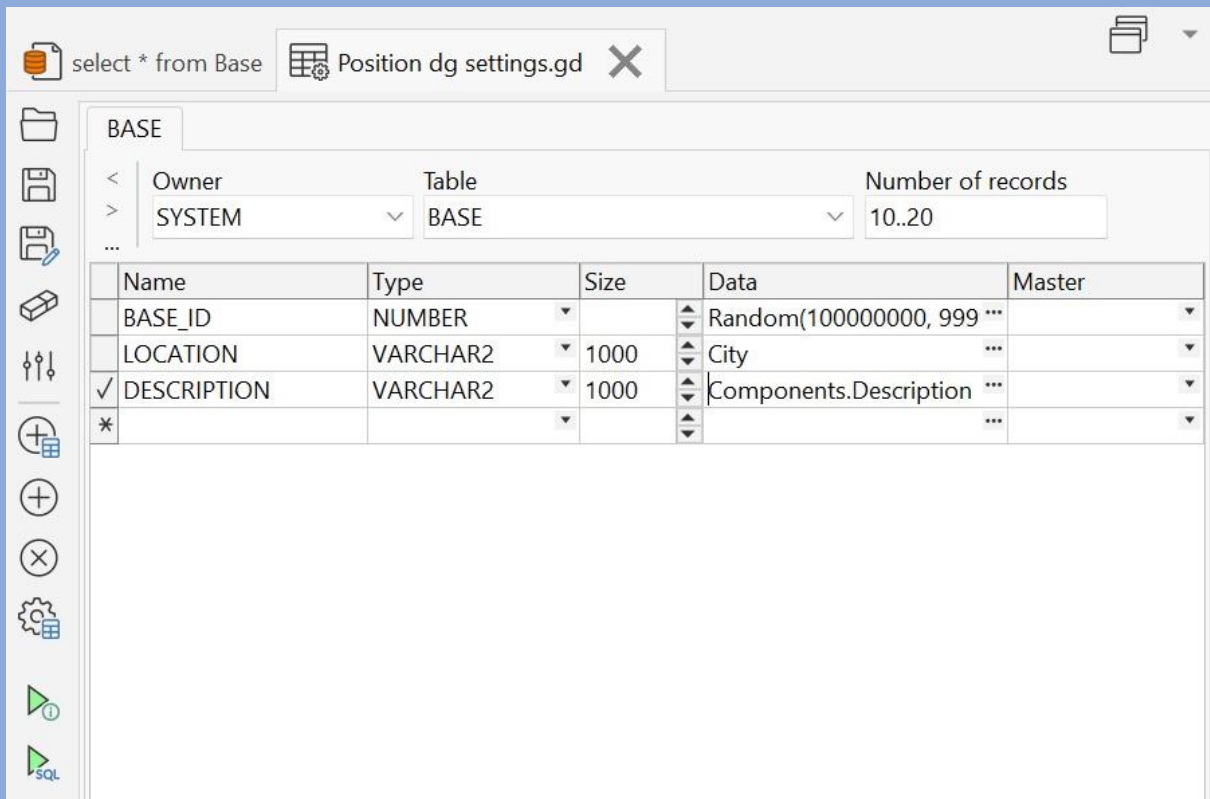 select * from Base
Position dg settings.gd
BASE
<
Owner
Table
Number of records
>
SYSTEM
BASE
10..20
...
Name
Type
Size
Data
Master
BASE_ID
NUMBER
Random(100000000, 999
...
LOCATION
VARCHAR2
1000
City
...
DESCRIPTION
VARCHAR2
1000
Components.Description
...
*
...
SQL